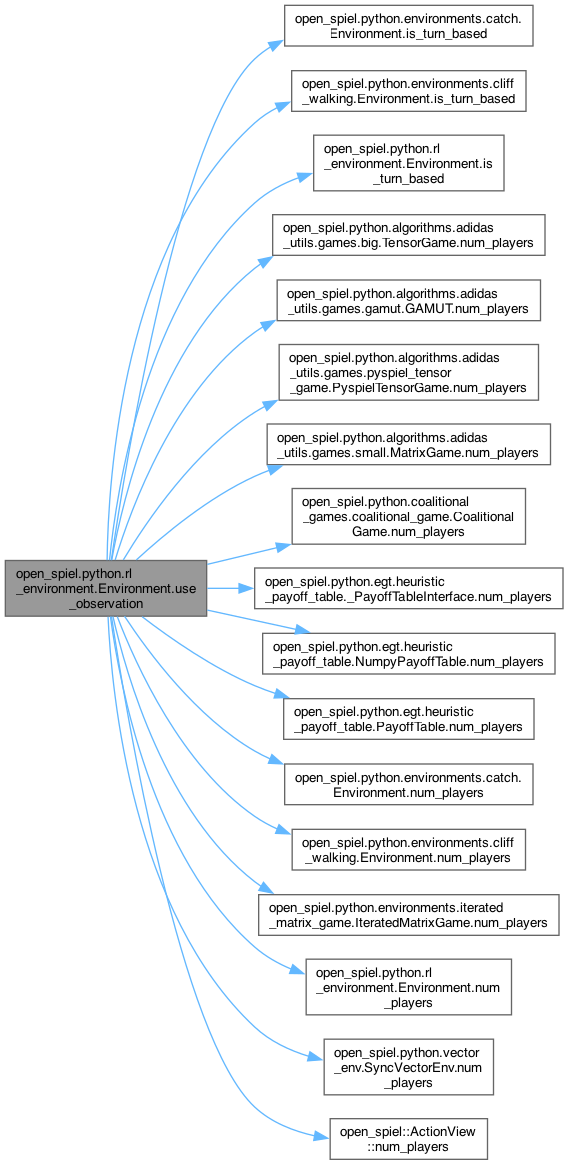 open_spiel.python.environments.catch.
Environment.is_turn_based
open_spiel.python.environments.cliff
_walking.Environment.is_turn_based
open_spiel.python.rl
_environment.Environment.is
_turn_based
open_spiel.python.algorithms.adidas
_utils.games.big.TensorGame.num_players
open_spiel.python.algorithms.adidas
_utils.games.gamut.GAMUT.num_players
open_spiel.python.algorithms.adidas
_utils.games.pyspiel_tensor
_game.PyspielTensorGame.num_players
open_spiel.python.algorithms.adidas
_utils.games.small.MatrixGame.num_players
open_spiel.python.coalitional
_games.coalitional_game.Coalitional
Game.num_players
open_spiel.python.rl
_environment.Environment.use
_observation
open_spiel.python.egt.heuristic
_payoff_table._PayoffTableInterface.num_players
open_spiel.python.egt.heuristic
_payoff_table.NumpyPayoffTable.num_players
open_spiel.python.egt.heuristic
_payoff_table.PayoffTable.num_players
open_spiel.python.environments.catch.
Environment.num_players
open_spiel.python.environments.cliff
_walking.Environment.num_players
open_spiel.python.environments.iterated
_matrix_game.IteratedMatrixGame.num_players
open_spiel.python.rl
_environment.Environment.num
_players
open_spiel.python.vector
_env.SyncVectorEnv.num
_players
open_spiel::ActionView
::num_players